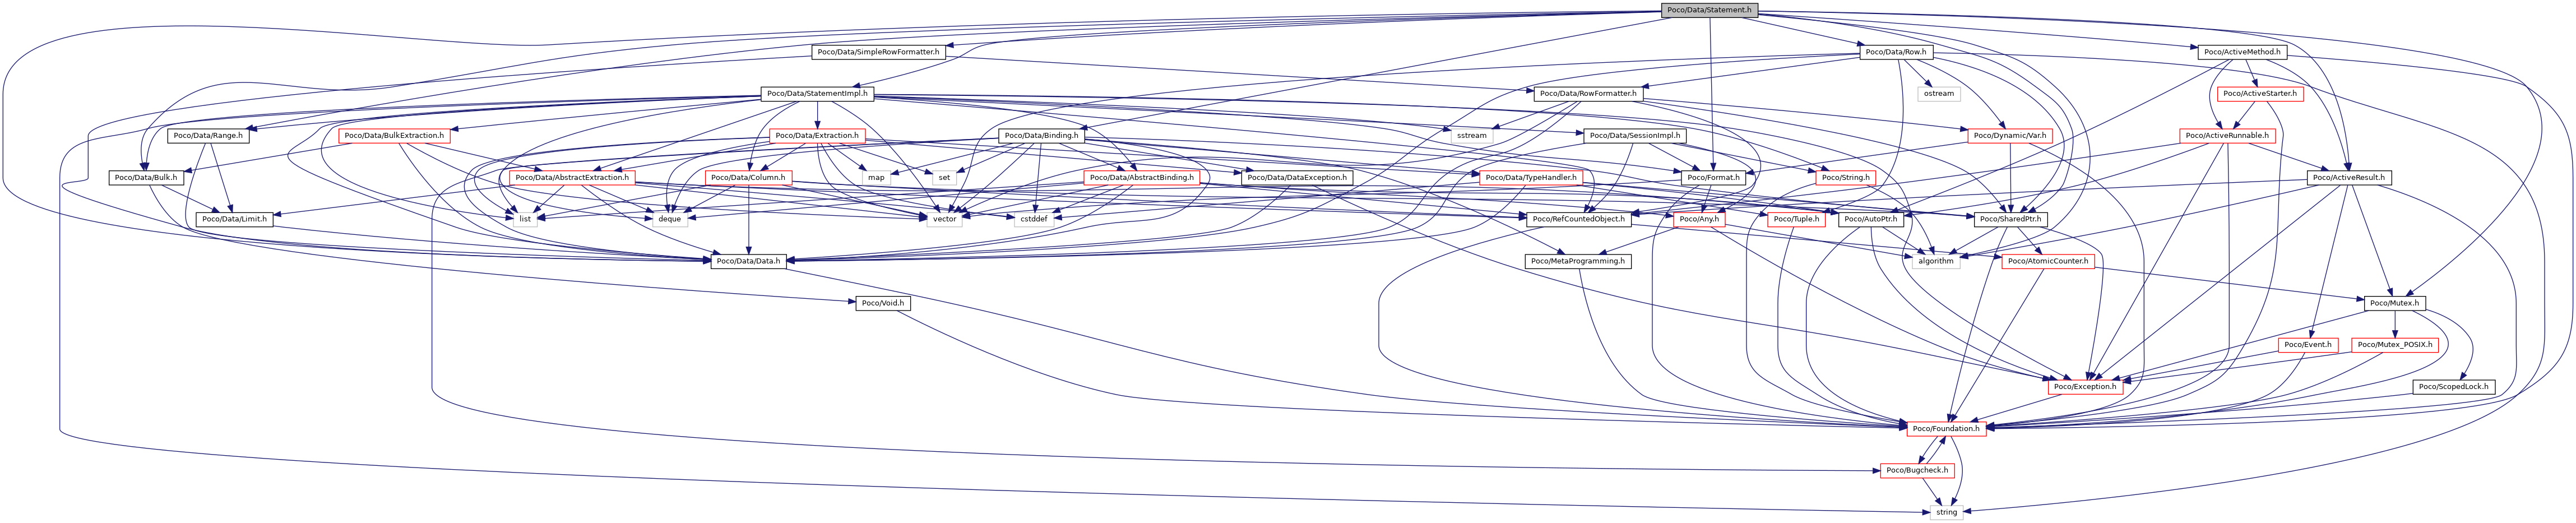 Poco/Data/Statement.h
Poco/Data/SimpleRowFormatter.h
Poco/Data/Row.h
Poco/ActiveMethod.h
Poco/Data/StatementImpl.h
Poco/Data/RowFormatter.h
ostream
Poco/ActiveStarter.h
Poco/Data/Range.h
Poco/Data/BulkExtraction.h
Poco/Data/Extraction.h
Poco/Data/Binding.h
sstream
Poco/Data/SessionImpl.h
Poco/Dynamic/Var.h
Poco/ActiveRunnable.h
Poco/Data/Bulk.h
Poco/Data/AbstractExtraction.h
Poco/Data/Column.h
map
set
Poco/Data/AbstractBinding.h
Poco/Data/DataException.h
Poco/Data/TypeHandler.h
Poco/Format.h
Poco/String.h
Poco/ActiveResult.h
Poco/Data/Limit.h
list
deque
vector
cstddef
Poco/RefCountedObject.h
Poco/Any.h
Poco/Tuple.h
Poco/AutoPtr.h
Poco/SharedPtr.h
Poco/Data/Data.h
Poco/MetaProgramming.h
algorithm
Poco/AtomicCounter.h
Poco/Void.h
Poco/Mutex.h
Poco/Event.h
Poco/Mutex_POSIX.h
Poco/Exception.h
Poco/ScopedLock.h
Poco/Foundation.h
Poco/Bugcheck.h
string